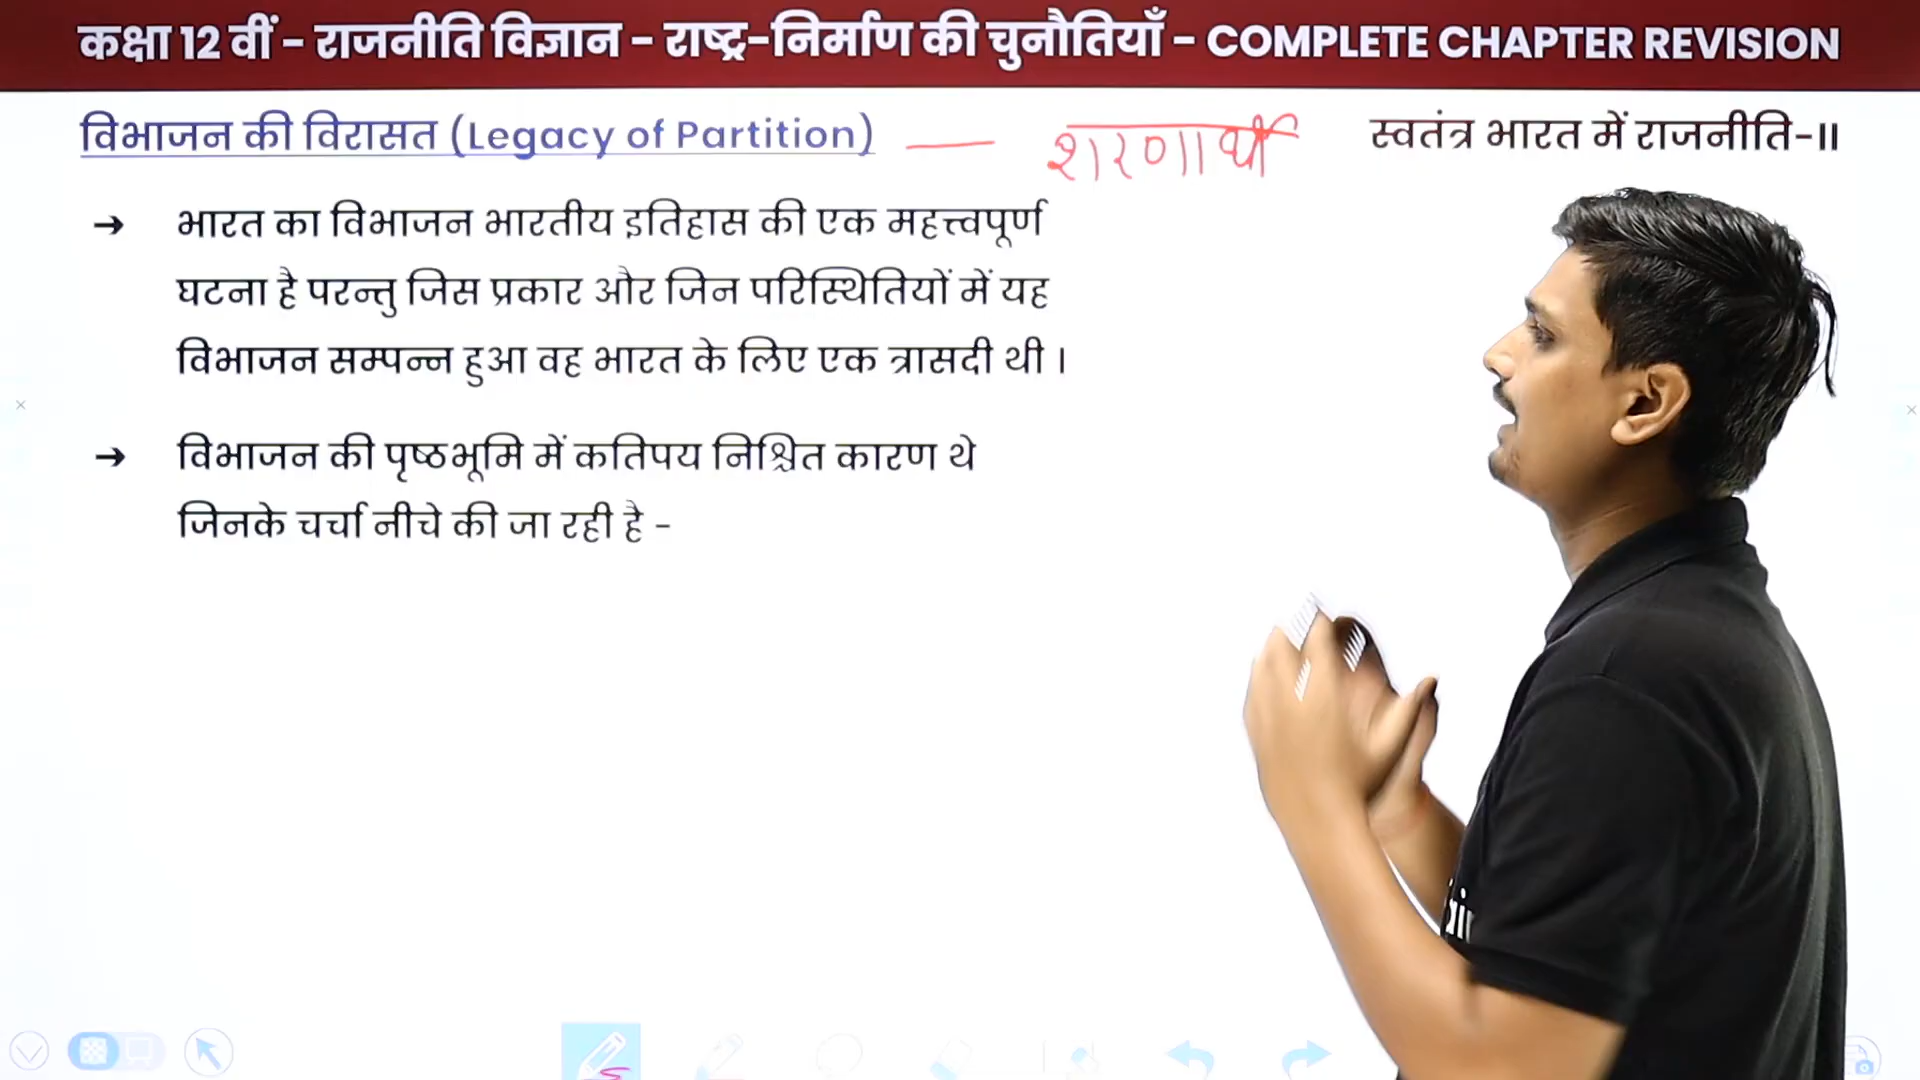 कक्षा 12 वीं - राजनीति विज्ञान - राष्ट्र-निर्माण की चुनौतियाँ - COMPLETE CHAPTER REVISION
विभाजन की विरासत (Legacy of Partition) — शरणार्थी
स्वतंत्र भारत में राजनीति-II
→ भारत का विभाजन भारतीय इतिहास की एक महत्त्वपूर्ण
घटना है परन्तु जिस प्रकार और जिन परिस्थितियों में यह
विभाजन सम्पन्न हुआ वह भारत के लिए एक त्रासदी थी ।
→ विभाजन की पृष्ठभूमि में कतिपय निश्चित कारण थे
जिनके चर्चा नीचे की जा रही है -